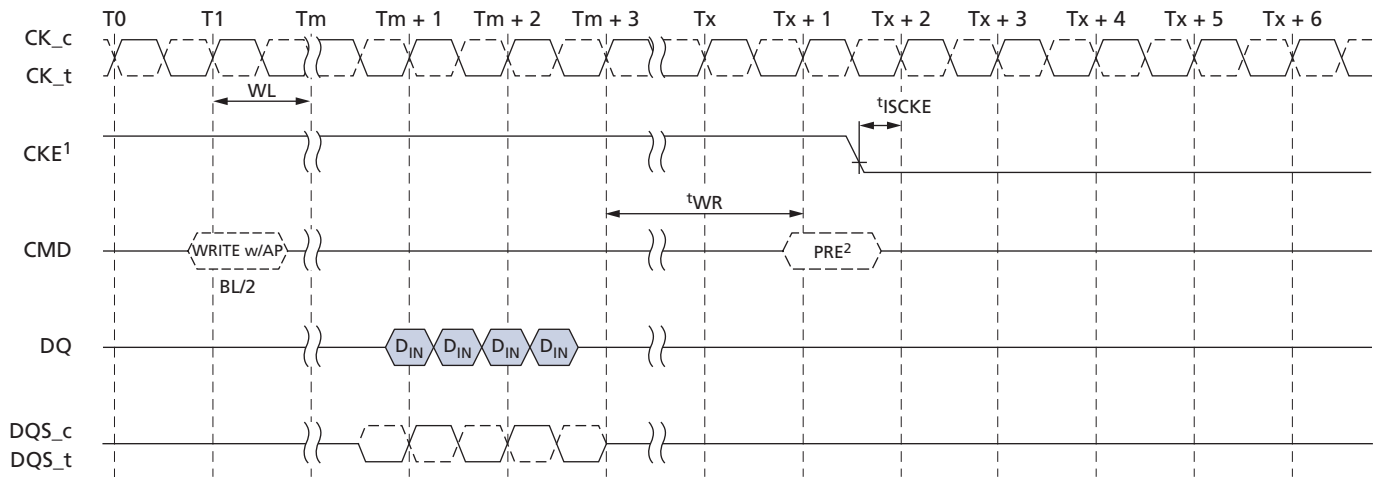 T0 T1 Tm Tm + 1 Tm + 2 Tm + 3 Tx Tx + 1 Tx + 2 Tx + 3 Tx + 4 Tx + 5 Tx + 6
CK_c
CK_t
WL
tISCKE
CKE1
tWR
CMD WRITE w/AP PRE2
BL/2
DQ DIN DIN DIN DIN
DQS_c
DQS_t